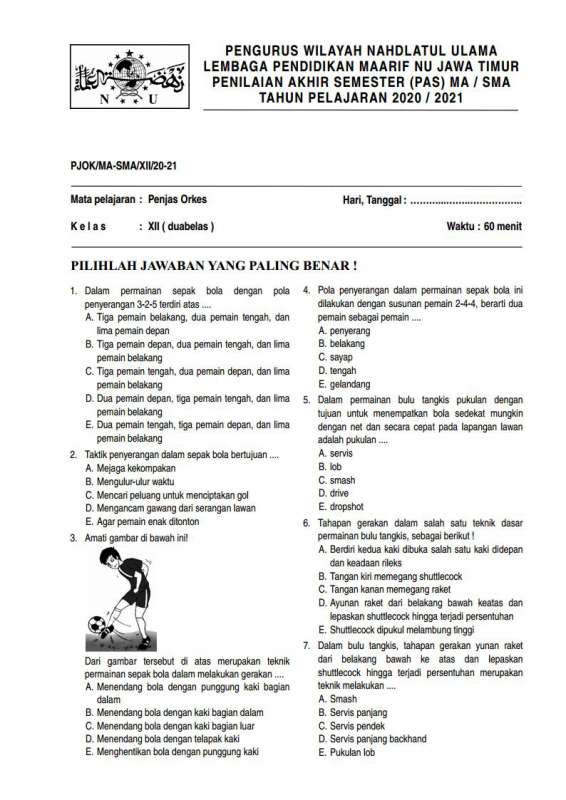 PENGURUS WILAYAH NAHDLATUL ULAMA
LEMBAGA PENDIDIKAN MAARIF NU JAWA TIMUR
PENILAIAN AKHIR SEMESTER (PAS) MA / SMA
TAHUN PELAJARAN 2020 / 2021
N U
PJOK/MA-SMA/XII/20-21
Mata pelajaran : Penjas Orkes
Hari, Tanggal : ....................................
K e l a s : XII ( duabelas )
Waktu : 60 menit
PILIHLAH JAWABAN YANG PALING BENAR !
1. Dalam permainan sepak bola dengan pola
penyerangan 3-2-5 terdiri atas ....
A. Tiga pemain belakang, dua pemain tengah, dan
lima pemain depan
B. Tiga pemain depan, dua pemain tengah, dan lima
pemain belakang
C. Tiga pemain tengah, dua pemain depan, dan lima
pemain belakang
D. Dua pemain depan, tiga pemain tengah, dan lima
pemain belakang
E. Dua pemain tengah, tiga pemain depan, dan lima
pemain belakang
2. Taktik penyerangan dalam sepak bola bertujuan ....
A. Mejaga kekompakan
B. Mengulur-ulur waktu
C. Mencari peluang untuk menciptakan gol
D. Mengancam gawang dari serangan lawan
E. Agar pemain enak ditonton
3. Amati gambar di bawah ini!
Dari gambar tersebut di atas merupakan teknik
permainan sepak bola dalam melakukan gerakan ....
A. Menendang bola dengan punggung kaki bagian
dalam
B. Menendang bola dengan kaki bagian dalam
C. Menendang bola dengan kaki bagian luar
D. Menendang bola dengan telapak kaki
E. Menghentikan bola dengan punggung kaki
4. Pola penyerangan dalam permainan sepak bola ini
dilakukan dengan susunan pemain 2-4-4, berarti dua
pemain sebagai pemain ....
A. penyerang
B. belakang
C. sayap
D. tengah
E. gelandang
5. Dalam permainan bulu tangkis pukulan dengan
tujuan untuk menempatkan bola sedekat mungkin
dengan net dan secara cepat pada lapangan lawan
adalah pukulan ....
A. servis
B. lob
C. smash
D. drive
E. dropshot
6. Tahapan gerakan dalam salah satu teknik dasar
permainan bulu tangkis, sebagai berikut !
A. Berdiri kedua kaki dibuka salah satu kaki didepan
dan keadaan rileks
B. Tangan kiri memegang shuttlecock
C. Tangan kanan memegang raket
D. Ayunan raket dari belakang bawah keatas dan
lepaskan shuttlecock hingga terjadi persentuhan
E. Shuttlecock dipukul melambung tinggi
7. Dalam bulu tangkis, tahapan gerakan yunan raket
dari belakang bawah ke atas dan lepaskan
shuttlecock hingga terjadi persentuhan merupakan
teknik melakukan ....
A. Smash
B. Servis panjang
C. Servis pendek
D. Servis panjang backhand
E. Pukulan lob